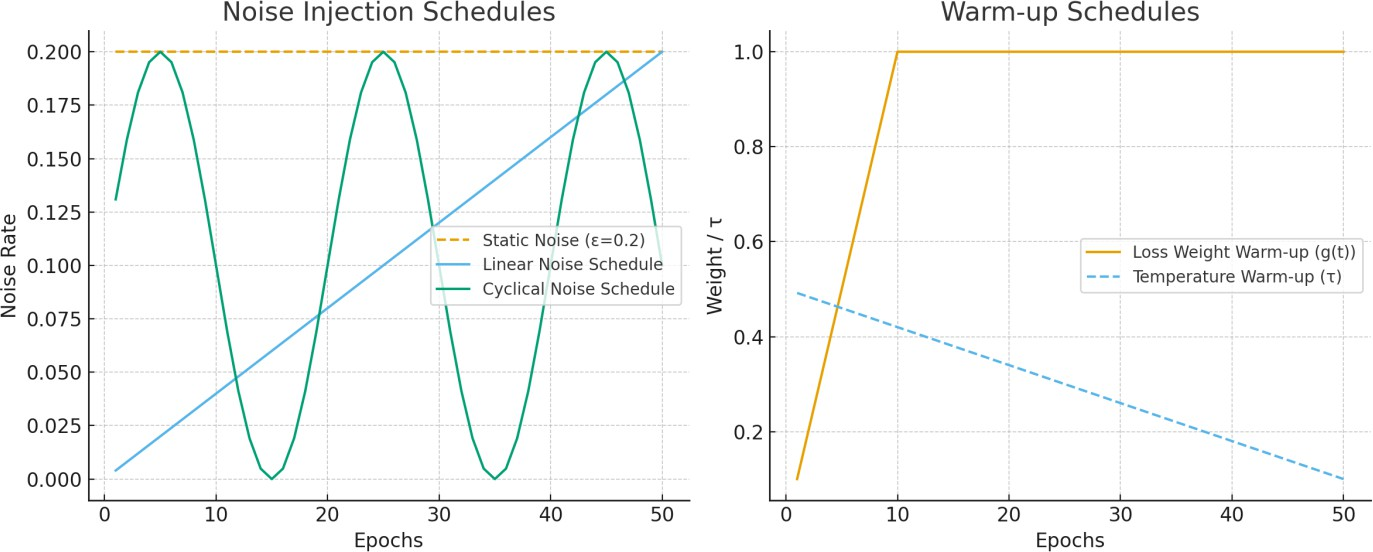 Noise Injection Schedules
0.200
0.175
0.150
0.125
0.100
0.075
0.050
0.025
0.000
Noise Rate
Static Noise (ε=0.2)
Linear Noise Schedule
Cyclical Noise Schedule
0 10 20 30 40 50
Epochs
Warm-up Schedules
1.0
0.8
0.6
0.4
0.2
Weight / τ
Loss Weight Warm-up (g(t))
Temperature Warm-up (τ)
0 10 20 30 40 50
Epochs